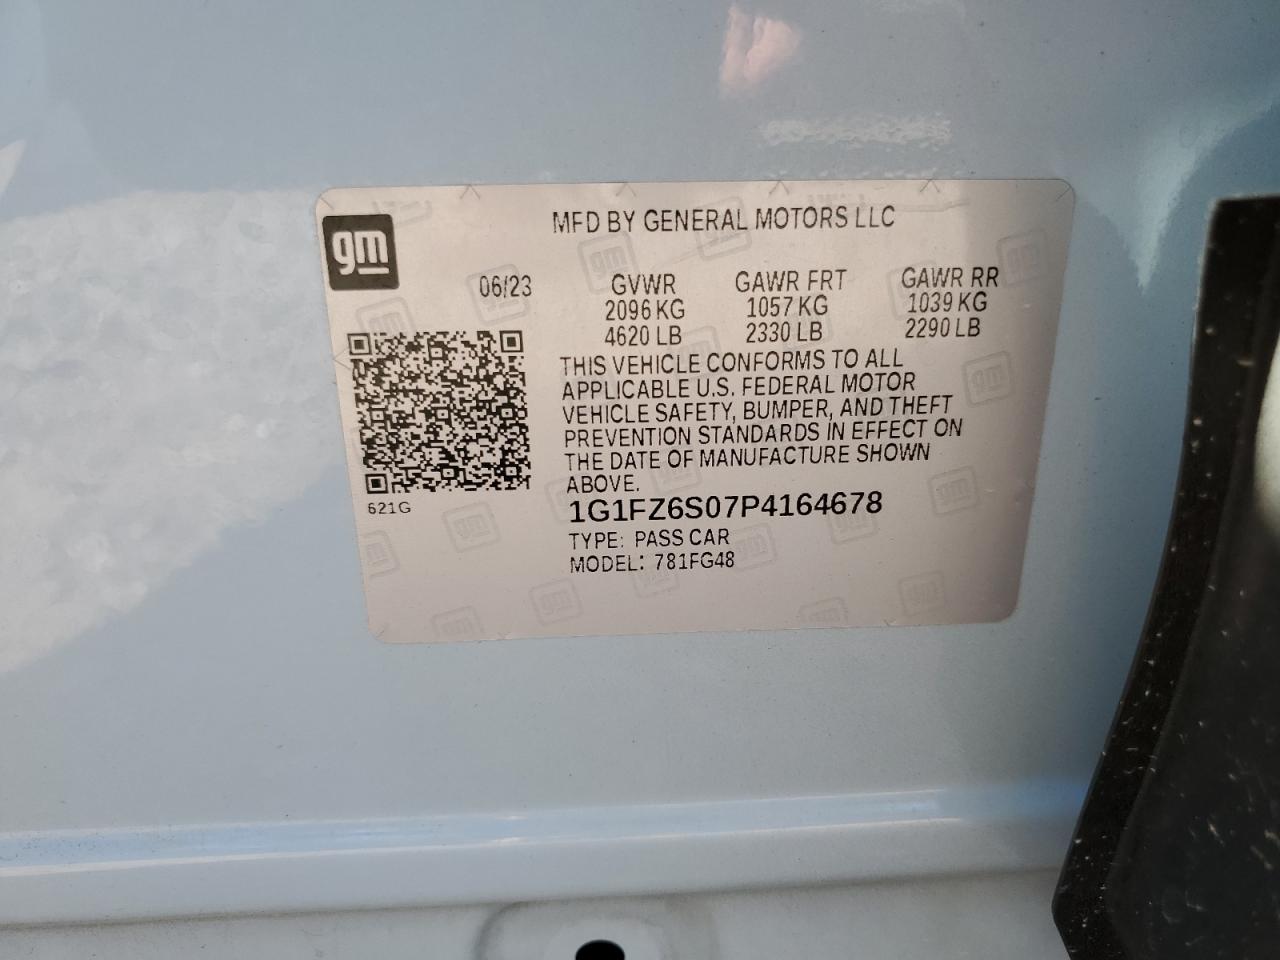 gm
MFD BY GENERAL MOTORS LLC
06/23 GVWR GAWR FRT GAWR RR
2096 KG 1057 KG 1039 KG
4620 LB 2330 LB 2290 LB
THIS VEHICLE CONFORMS TO ALL
APPLICABLE U.S. FEDERAL MOTOR
VEHICLE SAFETY, BUMPER, AND THEFT
PREVENTION STANDARDS IN EFFECT ON
THE DATE OF MANUFACTURE SHOWN
ABOVE.
621G
1G1FZ6S07P4164678
TYPE: PASS CAR
MODEL: 781FG48